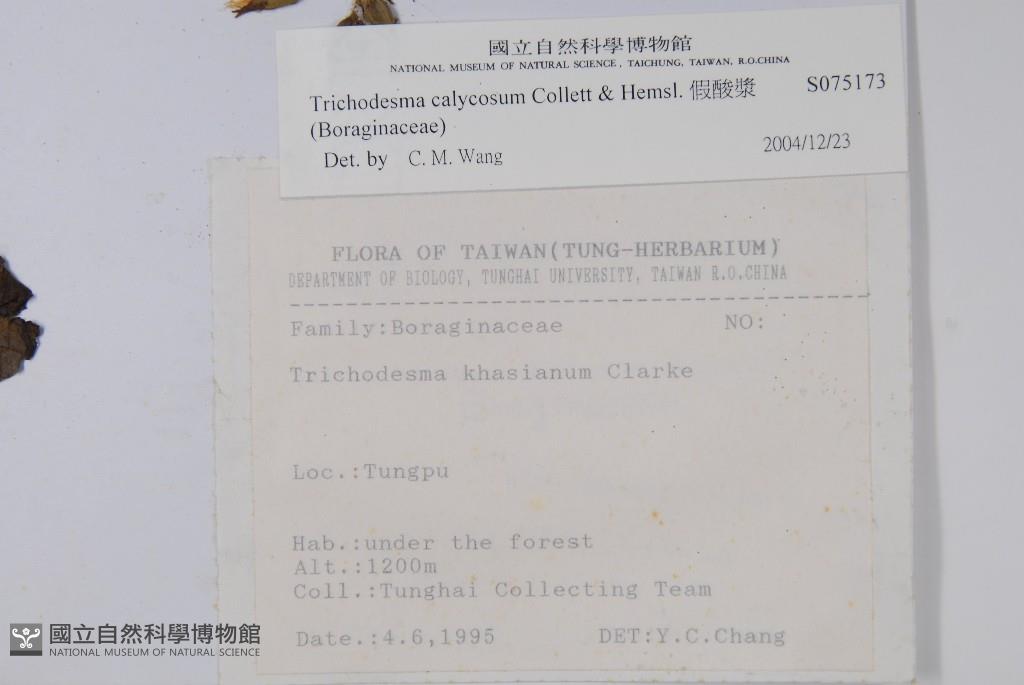 國立自然科學博物館
NATIONAL MUSEUM OF NATURAL SCIENCE, TAICHUNG, TAIWAN, R.O.CHINA
Trichodesma calycosum Collett & Hemsl. 假酸漿 S075173
(Boraginaceae)
Det. by C. M. Wang 2004/12/23
FLORA OF TAIWAN(TUNG-HERBARIUM)
DEPARTMENT OF BIOLOGY, TUNGHAI UNIVERSITY, TAIWAN R.O.CHINA
Family:Boraginaceae NO:
Trichodesma khasianum Clarke
Loc.:Tungpu
Hab.:under the forest
Alt.:1200m
Coll.:Tunghai Collecting Team
Date.:4.6,1995 DET:Y.C.Chang
國立自然科學博物館
NATIONAL MUSEUM OF NATURAL SCIENCE